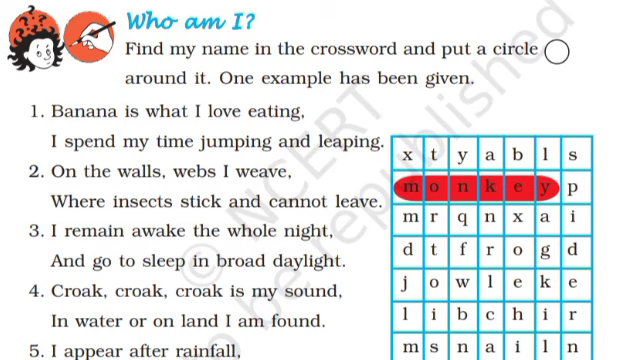 Who am I?
Find my name in the crossword and put a circle
around it. One example has been given.
1. Banana is what I love eating,
I spend my time jumping and leaping.
2. On the walls, webs I weave,
Where insects stick and cannot leave.
3. I remain awake the whole night,
And go to sleep in broad daylight.
4. Croak, croak, croak is my sound,
In water or on land I am found.
5. I appear after rainfall,
x t y a b l s
m o n k e y p
m r q n x a i
d t f r o g d
j o w l e k e
l i b c h i r
m s n a i l n
© NCERT
be republished